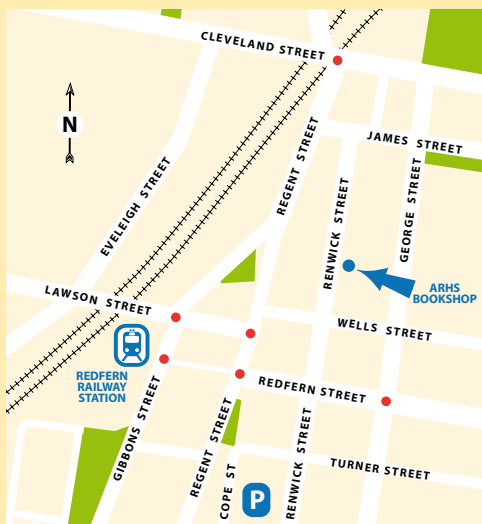 CLEVELAND STREET
N
JAMES STREET
REGENT STREET
EVELEIGH STREET
RENWICK STREET
GEORGE STREET
ARHS
BOOKSHOP
LAWSON STREET
WELLS STREET
REDFERN
RAILWAY
STATION
REDFERN STREET
GIBBONS STREET
REGENT STREET
RENWICK STREET
COPE ST
TURNER STREET
P